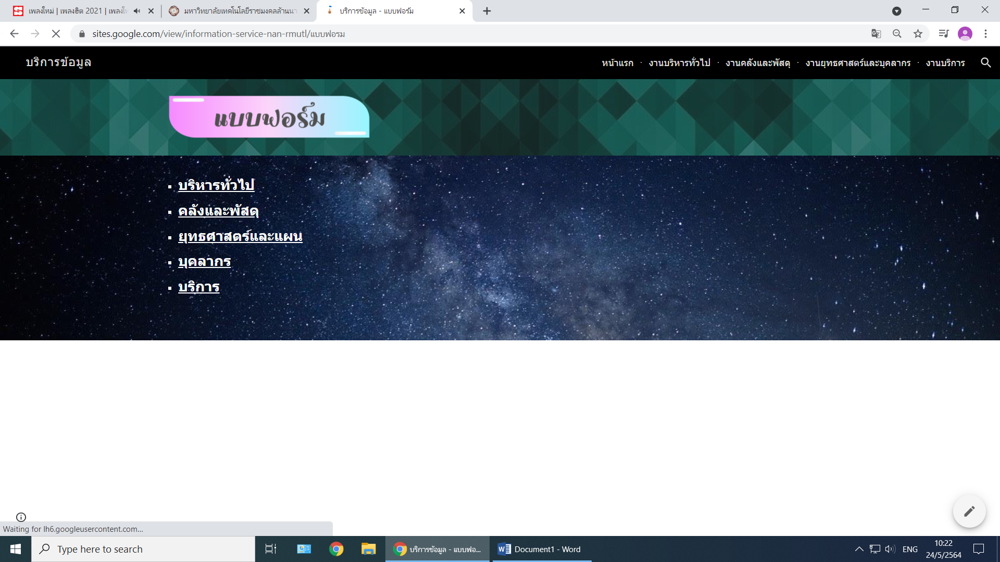 เพลงใหม่ | เพลงฮิต 2021 | เพลงให
มหาวิทยาลัยเทคโนโลยีราชมงคลล้านนา
บริการข้อมูล - แบบฟอร์ม
sites.google.com/view/information-service-nan-rmutl/แบบฟอรม
บริการข้อมูล
หน้าแรก · งานบริหารทั่วไป · งานคลังและพัสดุ · งานยุทธศาสตร์และบุคลากร · งานบริการ
แบบฟอร์ม
บริหารทั่วไป
คลังและพัสดุ
ยุทธศาสตร์และแผน
บุคลากร
บริการ
Waiting for lh6.googleusercontent.com...
Type here to search
บริการข้อมูล - แบบฟอ...
Document1 - Word
ENG
10:22
24/5/2564